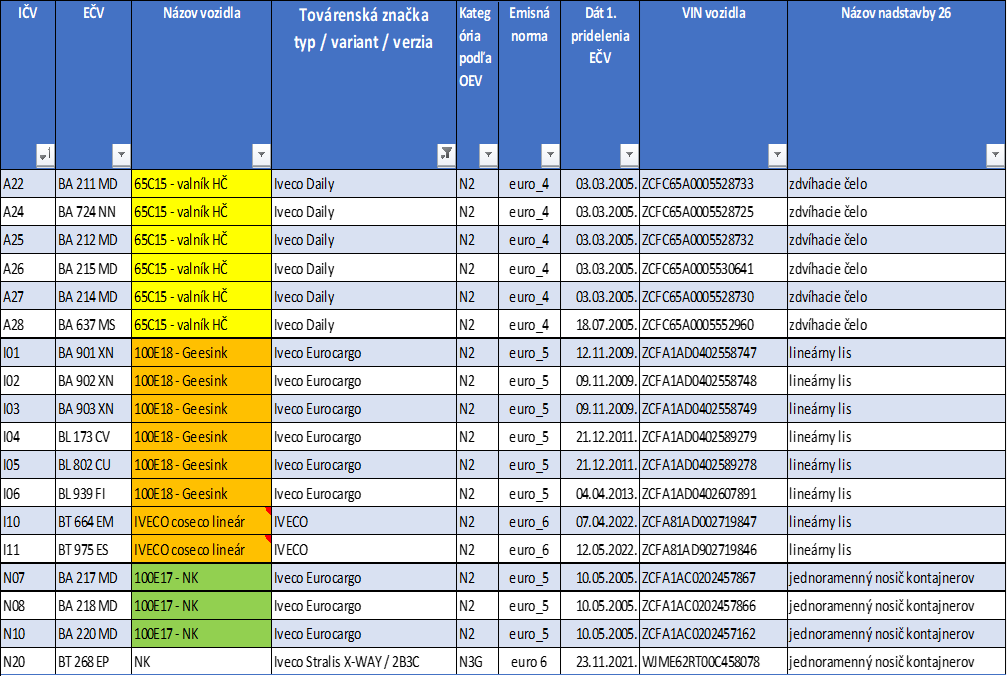 IČV EČV Názov vozidla Továrenská značka typ / variant / verzia Kateg ória podľa OEV Emisná norma Dát 1. pridelenia EČV VIN vozidla Názov nadstavby 26
A22 BA 211 MD 65C15 - valník HČ Iveco Daily N2 euro_4 03.03.2005. ZCFC65A0005528733 zdvíhacie čelo
A24 BA 724 NN 65C15 - valník HČ Iveco Daily N2 euro_4 03.03.2005. ZCFC65A0005528725 zdvíhacie čelo
A25 BA 212 MD 65C15 - valník HČ Iveco Daily N2 euro_4 03.03.2005. ZCFC65A0005528732 zdvíhacie čelo
A26 BA 215 MD 65C15 - valník HČ Iveco Daily N2 euro_4 03.03.2005. ZCFC65A0005530641 zdvíhacie čelo
A27 BA 214 MD 65C15 - valník HČ Iveco Daily N2 euro_4 03.03.2005. ZCFC65A0005528730 zdvíhacie čelo
A28 BA 637 MS 65C15 - valník HČ Iveco Daily N2 euro_4 18.07.2005. ZCFC65A0005552960 zdvíhacie čelo
I01 BA 901 XN 100E18 - Geesink Iveco Eurocargo N2 euro_5 12.11.2009. ZCFA1AD0402558747 lineárny lis
I02 BA 902 XN 100E18 - Geesink Iveco Eurocargo N2 euro_5 09.11.2009. ZCFA1AD0402558748 lineárny lis
I03 BA 903 XN 100E18 - Geesink Iveco Eurocargo N2 euro_5 09.11.2009. ZCFA1AD0402558749 lineárny lis
I04 BL 173 CV 100E18 - Geesink Iveco Eurocargo N2 euro_5 21.12.2011. ZCFA1AD0402589279 lineárny lis
I05 BL 802 CU 100E18 - Geesink Iveco Eurocargo N2 euro_5 21.12.2011. ZCFA1AD0402589278 lineárny lis
I06 BL 939 FI 100E18 - Geesink Iveco Eurocargo N2 euro_5 04.04.2013. ZCFA1AD0402607891 lineárny lis
I10 BT 664 EM IVECO coseco lineár IVECO N2 euro_6 07.04.2022. ZCFA81AD002719847 lineárny lis
I11 BT 975 ES IVECO coseco lineár IVECO N2 euro_6 12.05.2022. ZCFA81AD902719846 lineárny lis
N07 BA 217 MD 100E17 - NK Iveco Eurocargo N2 euro_5 10.05.2005. ZCFA1AC0202457867 jednoramenný nosič kontajnerov
N08 BA 218 MD 100E17 - NK Iveco Eurocargo N2 euro_5 10.05.2005. ZCFA1AC0202457866 jednoramenný nosič kontajnerov
N10 BA 220 MD 100E17 - NK Iveco Eurocargo N2 euro_5 10.05.2005. ZCFA1AC0202457162 jednoramenný nosič kontajnerov
N20 BT 268 EP NK Iveco Stralis X-WAY / 2B3C N3G euro 6 23.11.2021. WJME62RT00C458078 jednoramenný nosič kontajnerov